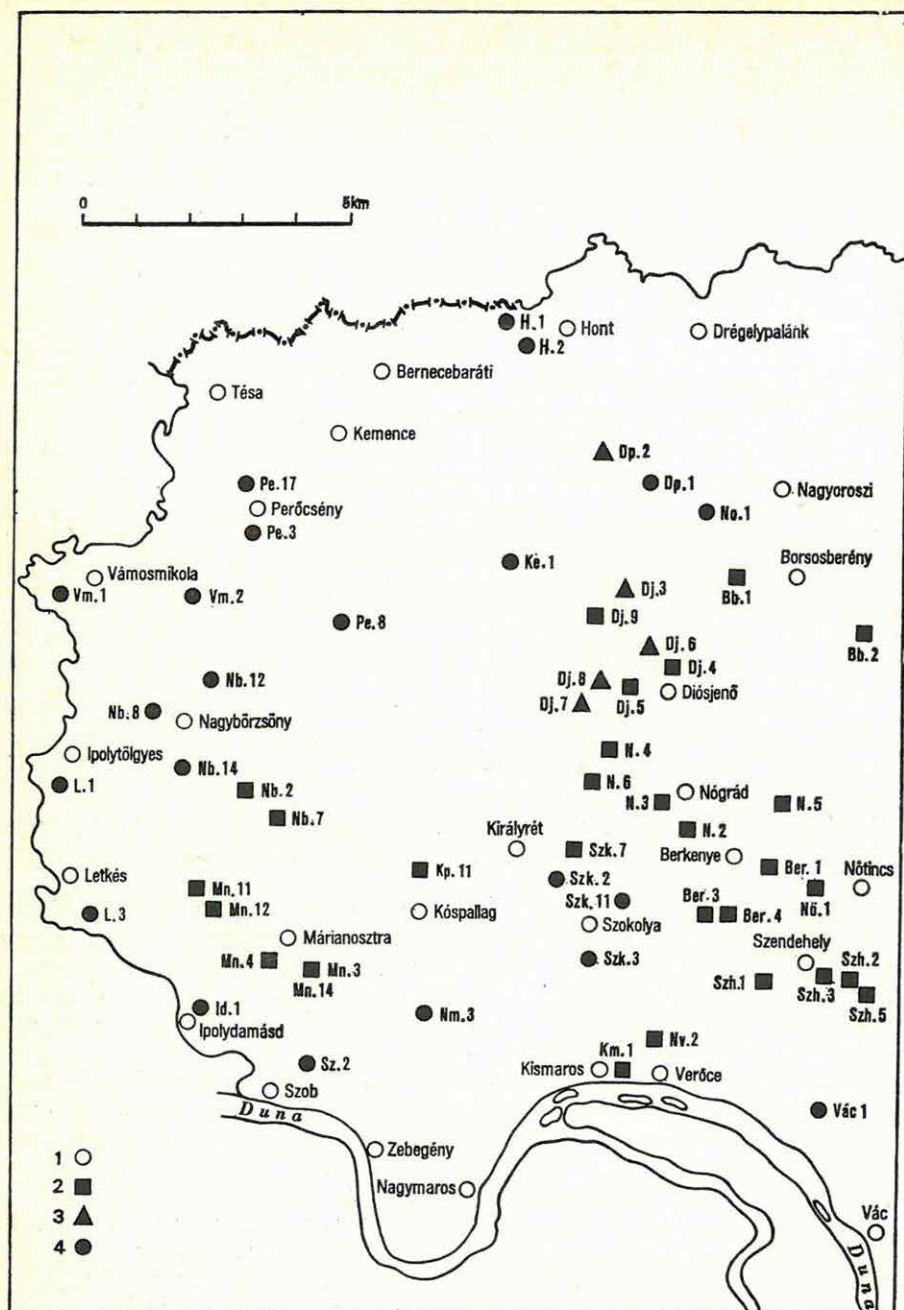 0 5km
H.1
Hont
Drégelypalánk
H.2
Bernecebaráti
Tésa
Kemence
Dp.2
Pe.17
Dp.1
Nagyoroszi
Perőcsény
No.1
Pe.3
Ke.1
Vámosmikola
Borsosberény
Vm.1
Vm.2
Dj.3
Bb.1
Dj.9
Pe.8
Bb.2
Dj.6
Dj.4
Nb.12
Dj.8
Diósjenő
Dj.7
Dj.5
Nb.8
Nagybörzsöny
Ipolytölgyes
N.4
Nb.14
L.1
N.6
Nb.2
N.3
Nógrád
N.5
Nb.7
N.2
Királyrét
Szk.7
Berkenye
Kp.11
Ber.1
Nőtincs
Letkés
Szk.2
Mn.11
Szk.11
Ber.3
Nő.1
Mn.12
Ber.4
L.3
Kóspallag
Szokolya
Márianosztra
Szendehely
Mn.4
Szk.3
Mn.3
Szh.2
Mn.14
Szh.1
Szh.3
Szh.5
Id.1
Nm.3
Ipolydamásd
Nv.2
Km.1
Sz.2
Kismaros
Verőce
Szob
Duna
Vác 1
Zebegény
1
2
Nagymaros
3
Vác
4
Duna